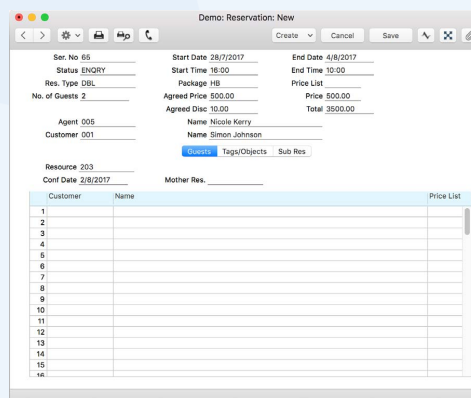 Demo: Reservation: New
Create Cancel Save
Ser. No 65 Start Date 28/7/2017 End Date 4/8/2017
Status ENQRY Start Time 16:00 End Time 10:00
Res. Type DBL Package HB Price List
No. of Guests 2 Agreed Price 500.00 Price 500.00
Agreed Disc 10.00 Total 3500.00
Agent 005 Name Nicole Kerry
Customer 001 Name Simon Johnson
Guests Tags/Objects Sub Res
Resource 203
Conf Date 2/8/2017 Mother Res.
Customer Name Price List
1
2
3
4
5
6
7
8
9
10
11
12
13
14
15
16